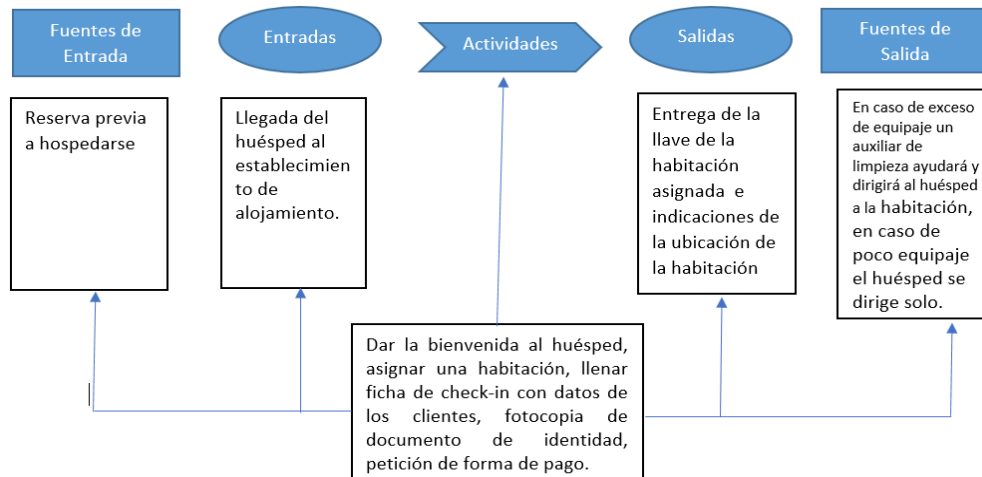 Fuentes de
Entrada
Entradas
Actividades
Salidas
Fuentes de
Salida
Reserva previa
a hospedarse
Llegada del
huésped al
establecimien
to de
alojamiento.
Entrega de la
llave de la
habitación
asignada e
indicaciones de
la ubicación de
la habitación
En caso de exceso
de equipaje un
auxiliar de
limpieza ayudará y
dirigirá al huésped
a la habitación,
en caso de
poco equipaje
el huésped se
dirige solo.
Dar la bienvenida al huésped,
asignar una habitación, llenar
ficha de check-in con datos de
los clientes, fotocopia de
documento de identidad,
petición de forma de pago.